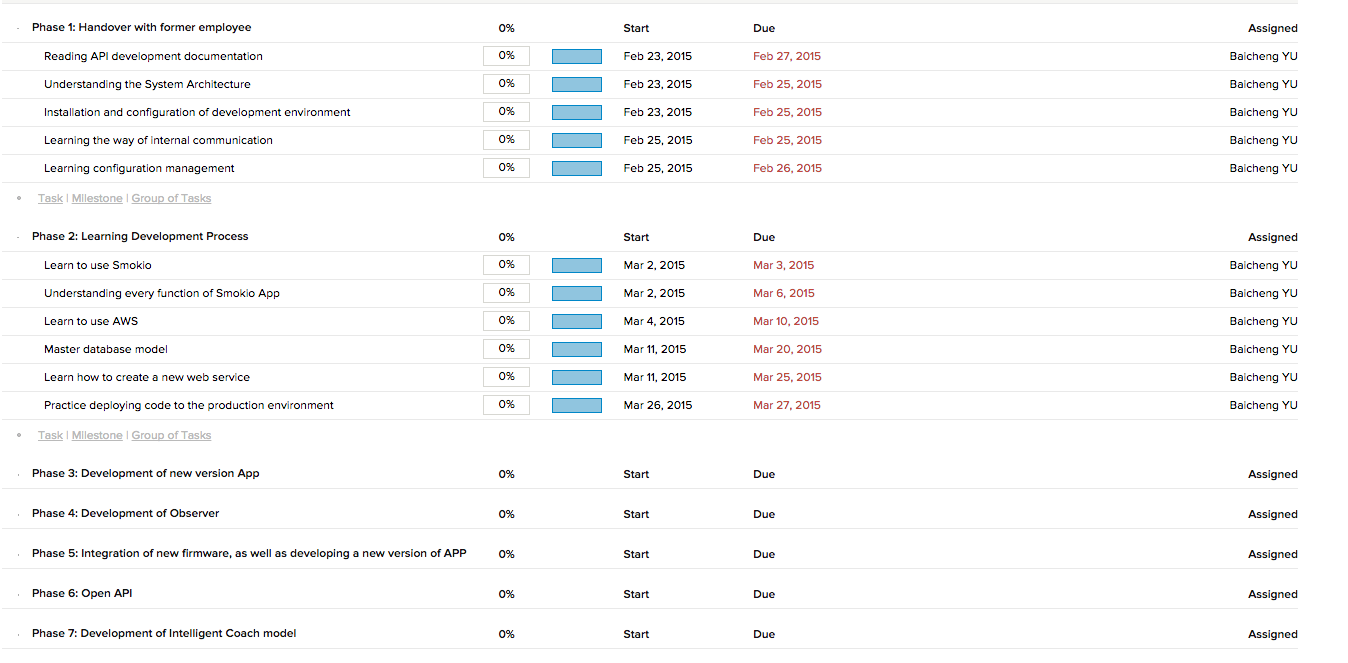 Phase 1: Handover with former employee 0% Start Due Assigned
Reading API development documentation 0% Feb 23, 2015 Feb 27, 2015 Baicheng YU
Understanding the System Architecture 0% Feb 23, 2015 Feb 25, 2015 Baicheng YU
Installation and configuration of development environment 0% Feb 23, 2015 Feb 25, 2015 Baicheng YU
Learning the way of internal communication 0% Feb 25, 2015 Feb 25, 2015 Baicheng YU
Learning configuration management 0% Feb 25, 2015 Feb 26, 2015 Baicheng YU
Task | Milestone | Group of Tasks
Phase 2: Learning Development Process 0% Start Due Assigned
Learn to use Smokio 0% Mar 2, 2015 Mar 3, 2015 Baicheng YU
Understanding every function of Smokio App 0% Mar 2, 2015 Mar 6, 2015 Baicheng YU
Learn to use AWS 0% Mar 4, 2015 Mar 10, 2015 Baicheng YU
Master database model 0% Mar 11, 2015 Mar 20, 2015 Baicheng YU
Learn how to create a new web service 0% Mar 11, 2015 Mar 25, 2015 Baicheng YU
Practice deploying code to the production environment 0% Mar 26, 2015 Mar 27, 2015 Baicheng YU
Task | Milestone | Group of Tasks
Phase 3: Development of new version App 0% Start Due Assigned
Phase 4: Development of Observer 0% Start Due Assigned
Phase 5: Integration of new firmware, as well as developing a new version of APP 0% Start Due Assigned
Phase 6: Open API 0% Start Due Assigned
Phase 7: Development of Intelligent Coach model 0% Start Due Assigned